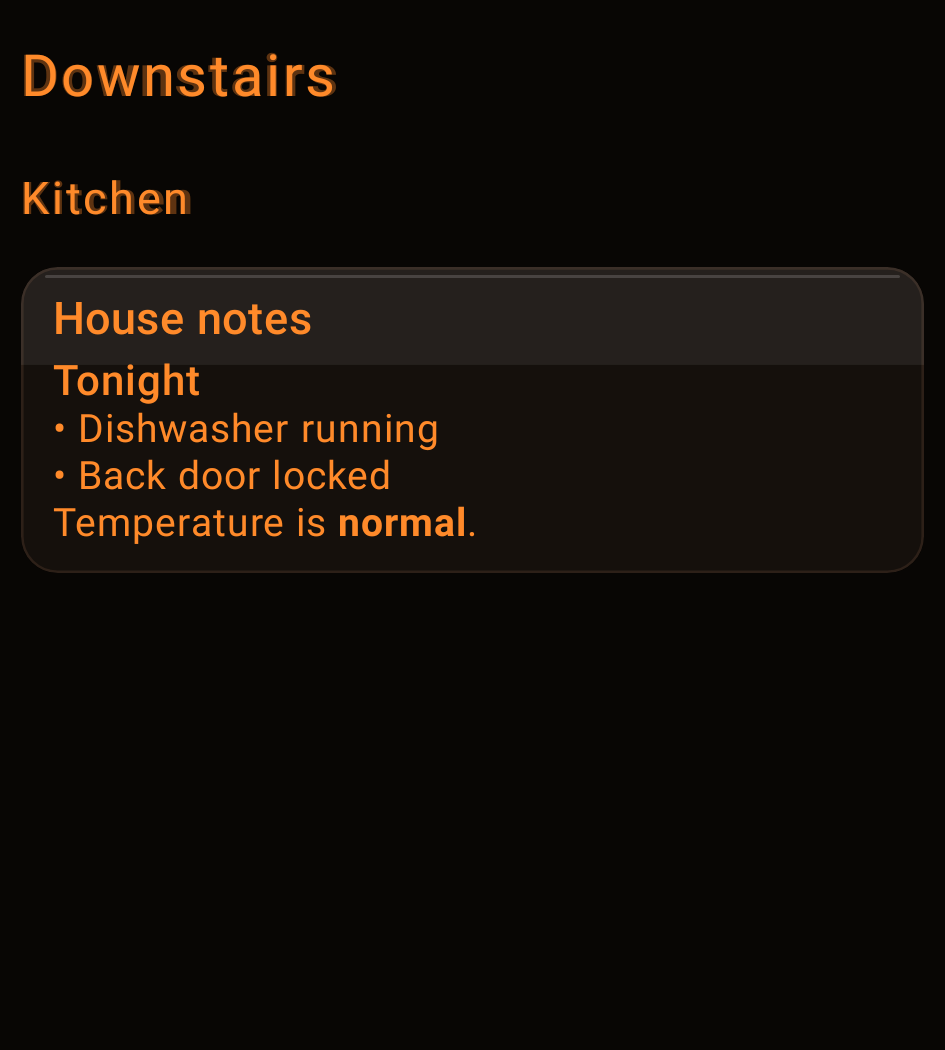 Downstairs
Kitchen
House notes
Tonight
• Dishwasher running
• Back door locked
Temperature is normal.